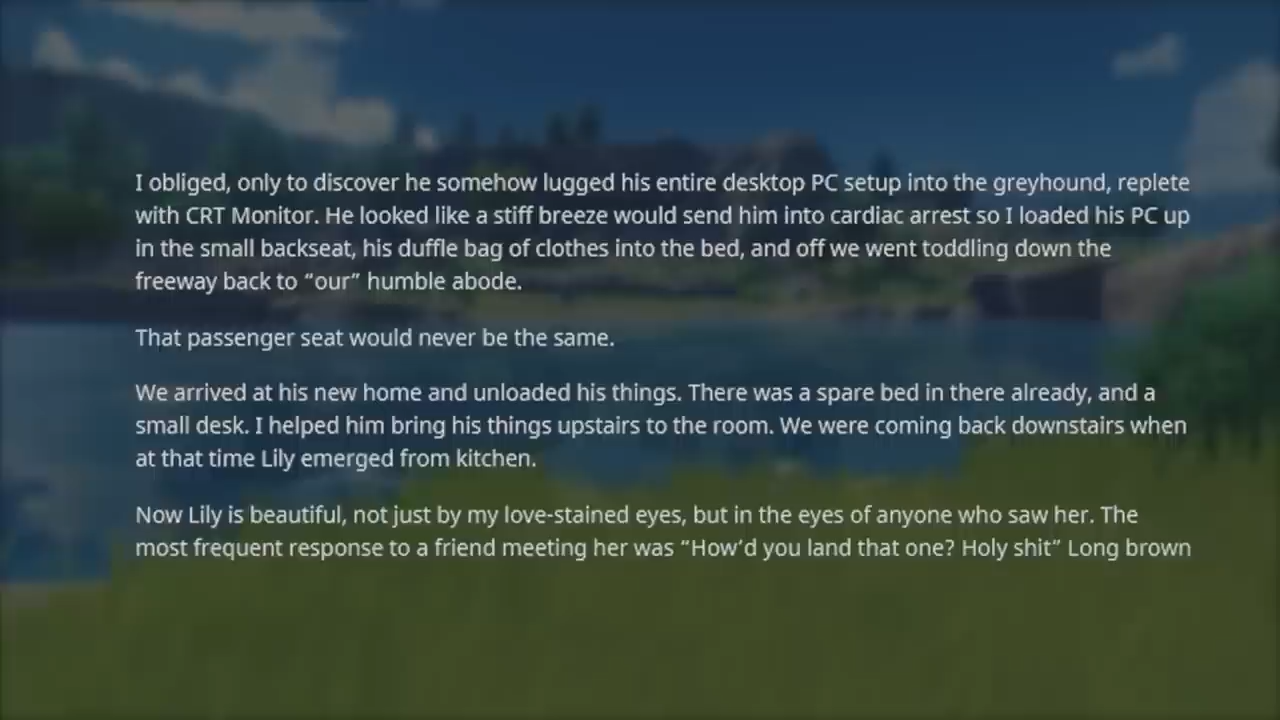 I obliged, only to discover he somehow lugged his entire desktop PC setup into the greyhound, replete
with CRT Monitor. He looked like a stiff breeze would send him into cardiac arrest so I loaded his PC up
in the small backseat, his duffle bag of clothes into the bed, and off we went toddling down the
freeway back to “our” humble abode.
That passenger seat would never be the same.
We arrived at his new home and unloaded his things. There was a spare bed in there already, and a
small desk. I helped him bring his things upstairs to the room. We were coming back downstairs when
at that time Lily emerged from kitchen.
Now Lily is beautiful, not just by my love-stained eyes, but in the eyes of anyone who saw her. The
most frequent response to a friend meeting her was “How’d you land that one? Holy shit” Long brown